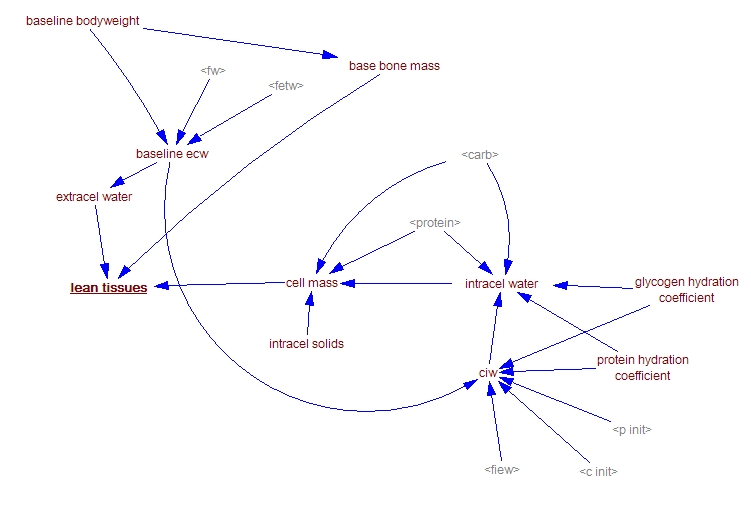 baseline bodyweight
base bone mass
<fw>
<fetw>
baseline ecw
<carb>
extracel water
<protein>
lean tissues
cell mass
intracel water
glycogen hydration
coefficient
intracel solids
protein hydration
coefficient
ciw
<p init>
<fiew>
<c init>